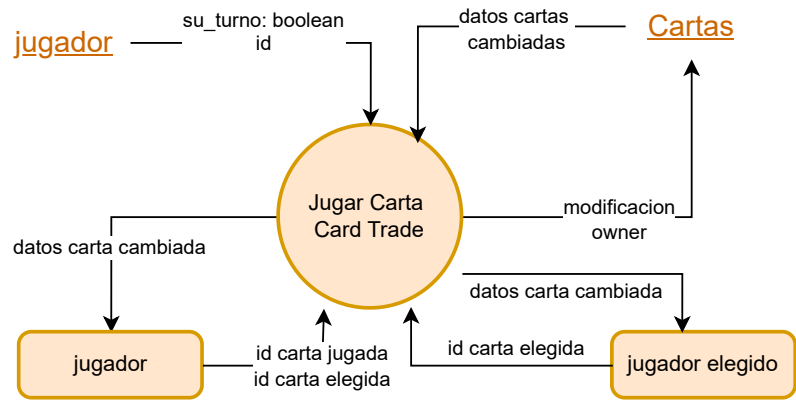 jugador
su_turno: boolean
id
datos cartas
cambiadas
Cartas
Jugar Carta
Card Trade
modificacion
owner
datos carta cambiada
datos carta cambiada
jugador
id carta jugada
id carta elegida
id carta elegida
jugador elegido